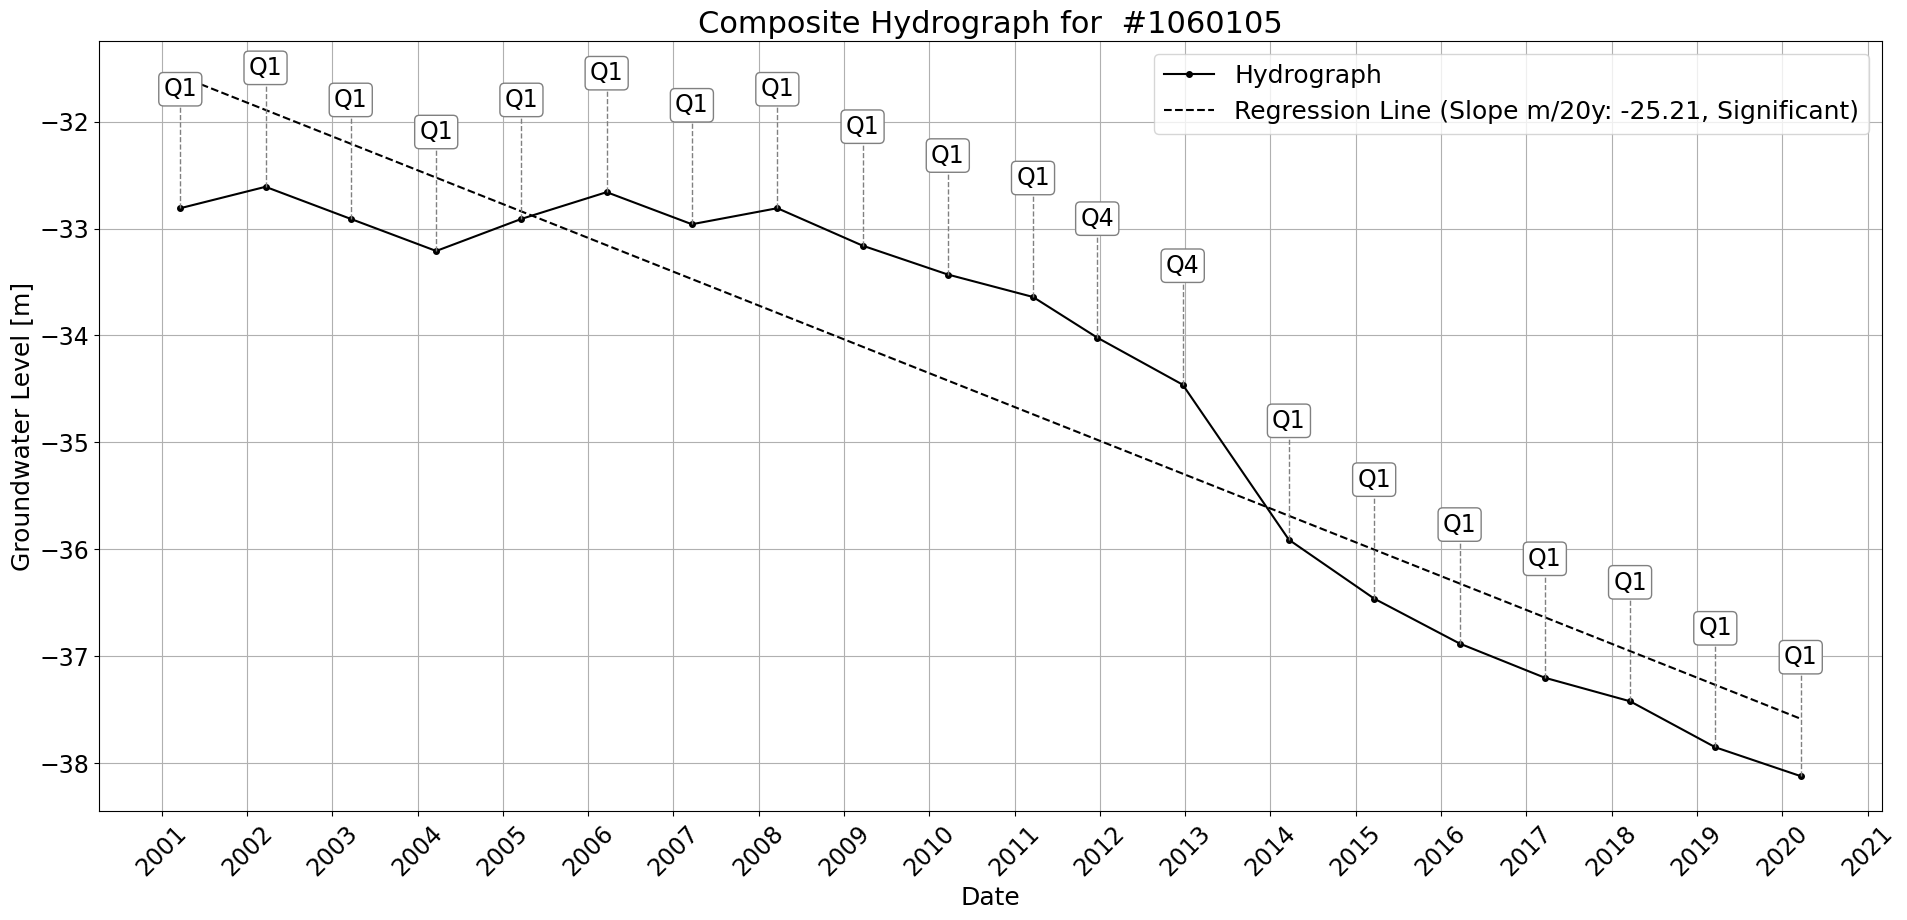 Composite Hydrograph for  #1060105
Hydrograph
Regression Line (Slope m/20y: -25.21, Significant)
Q1
Q1
Q1
Q1
Q1
Q1
Q1
Q1
Q1
Q1
Q1
Q4
Q4
Q1
Q1
Q1
Q1
Q1
Q1
Q1
Groundwater Level [m]
−32
−33
−34
−35
−36
−37
−38
2001
2002
2003
2004
2005
2006
2007
2008
2009
2010
2011
2012
2013
2014
2015
2016
2017
2018
2019
2020
2021
Date